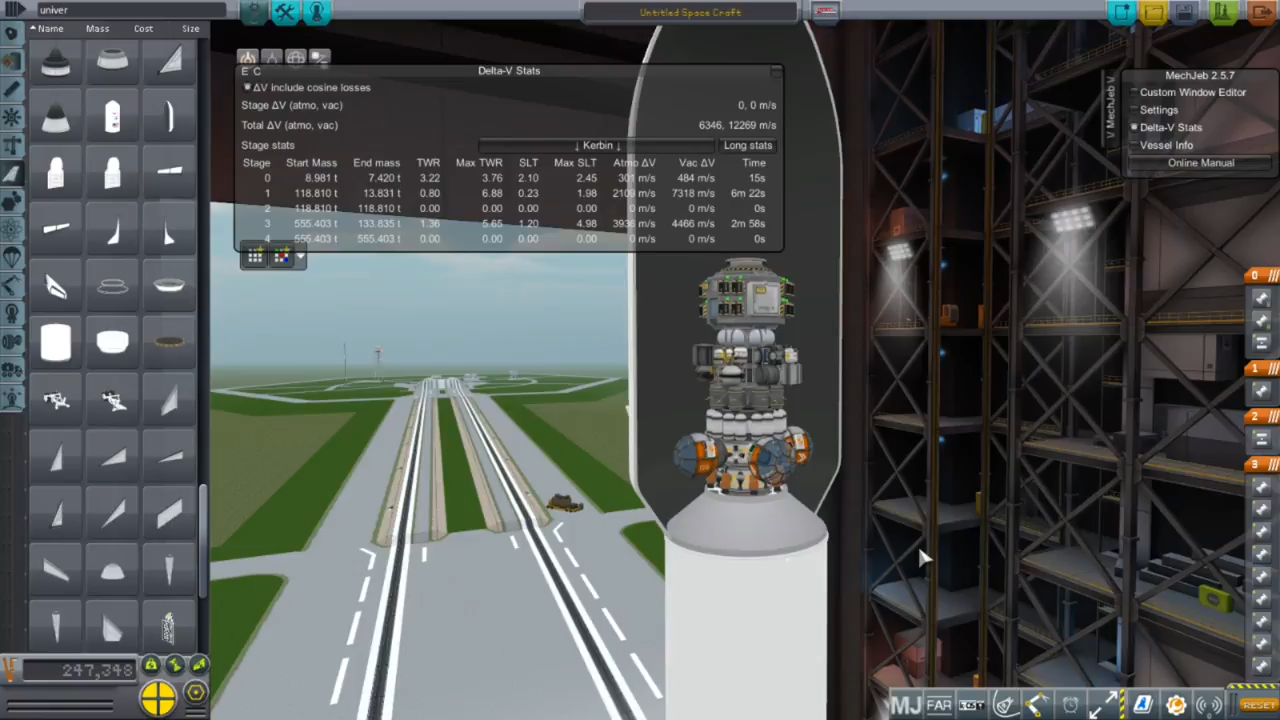 univer
Untitled Space Craft
Name Mass Cost Size
E C Delta-V Stats
ΔV include cosine losses
Stage ΔV (atmo, vac) 0, 0 m/s
Total ΔV (atmo, vac) 6346, 12269 m/s
Stage stats ↓ Kerbin ↓ Long stats
Stage Start Mass End mass TWR Max TWR SLT Max SLT Atmo ΔV Vac ΔV Time
0 8.981 t 7.420 t 3.22 3.76 2.10 2.45 301 m/s 484 m/s 15s
1 118.810 t 13.831 t 0.80 6.88 0.23 1.98 2109 m/s 7318 m/s 6m 22s
2 118.810 t 118.810 t 0.00 0.00 0.00 0.00 0 m/s 0 m/s 0s
3 555.403 t 133.835 t 1.36 5.65 1.20 4.98 3936 m/s 4466 m/s 2m 58s
4 555.403 t 555.403 t 0.00 0.00 0.00 0.00 0 m/s 0 m/s 0s
MechJeb V
MechJeb 2.5.7
Custom Window Editor
Settings
Delta-V Stats
Vessel Info
Online Manual
0
1
2
3
247,348
MJ FAR
RESET